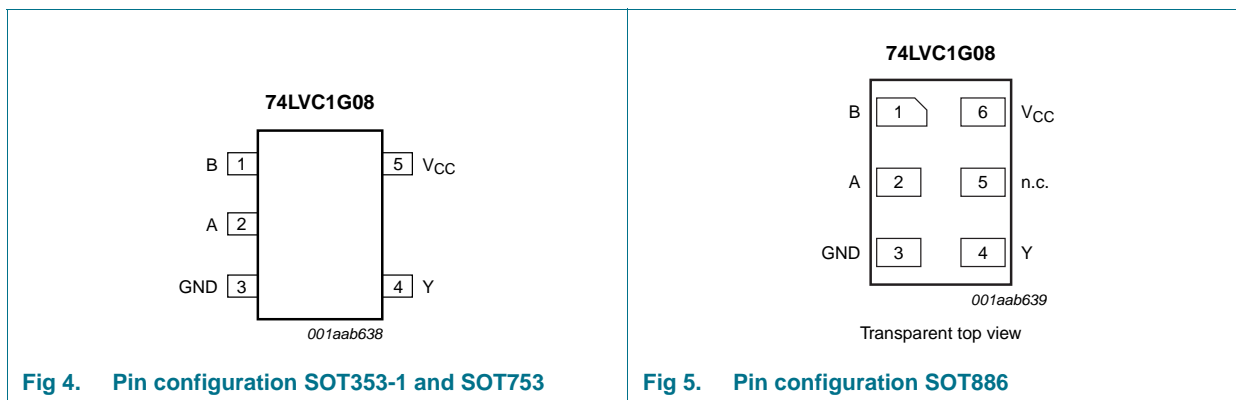 74LVC1G08
B 1
5 VCC
A 2
GND 3
4 Y
001aab638
Fig 4. Pin configuration SOT353-1 and SOT753
74LVC1G08
B 1
6 VCC
A 2
5 n.c.
GND 3
4 Y
001aab639
Transparent top view
Fig 5. Pin configuration SOT886